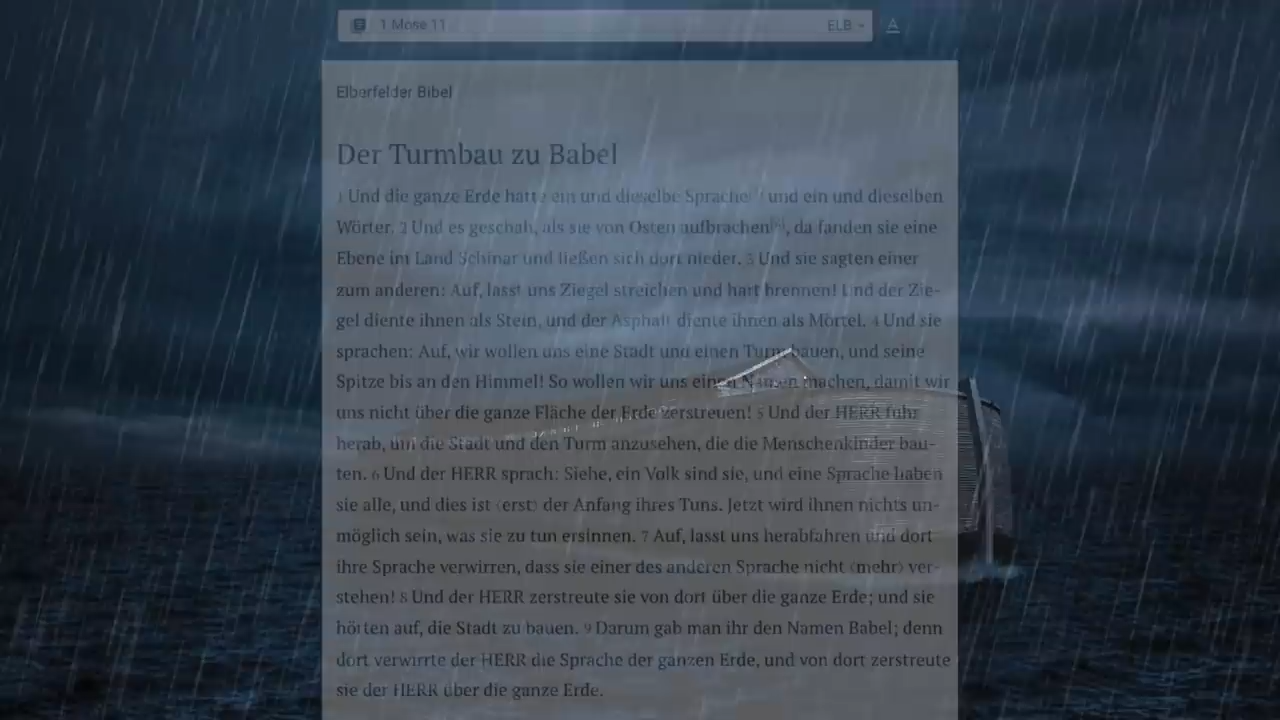 1 Mose 11
ELB
A
Elberfelder Bibel
Der Turmbau zu Babel
1 Und die ganze Erde hatte ein und dieselbe Sprache und ein und dieselben
Wörter. 2 Und es geschah, als sie von Osten aufbrachen[2], da fanden sie eine
Ebene im Land Schinar und ließen sich dort nieder. 3 Und sie sagten einer
zum anderen: Auf, lasst uns Ziegel streichen und hart brennen! Und der Zie-
gel diente ihnen als Stein, und der Asphalt diente ihnen als Mörtel. 4 Und sie
sprachen: Auf, wir wollen uns eine Stadt und einen Turm bauen, und seine
Spitze bis an den Himmel! So wollen wir uns einen Namen machen, damit wir
uns nicht über die ganze Fläche der Erde zerstreuen! 5 Und der HERR fuhr
herab, um die Stadt und den Turm anzusehen, die die Menschenkinder bau-
ten. 6 Und der HERR sprach: Siehe, ein Volk sind sie, und eine Sprache haben
sie alle, und dies ist ⟨erst⟩ der Anfang ihres Tuns. Jetzt wird ihnen nichts un-
möglich sein, was sie zu tun ersinnen. 7 Auf, lasst uns herabfahren und dort
ihre Sprache verwirren, dass sie einer des anderen Sprache nicht ⟨mehr⟩ ver-
stehen! 8 Und der HERR zerstreute sie von dort über die ganze Erde; und sie
hörten auf, die Stadt zu bauen. 9 Darum gab man ihr den Namen Babel; denn
dort verwirrte der HERR die Sprache der ganzen Erde, und von dort zerstreute
sie der HERR über die ganze Erde.